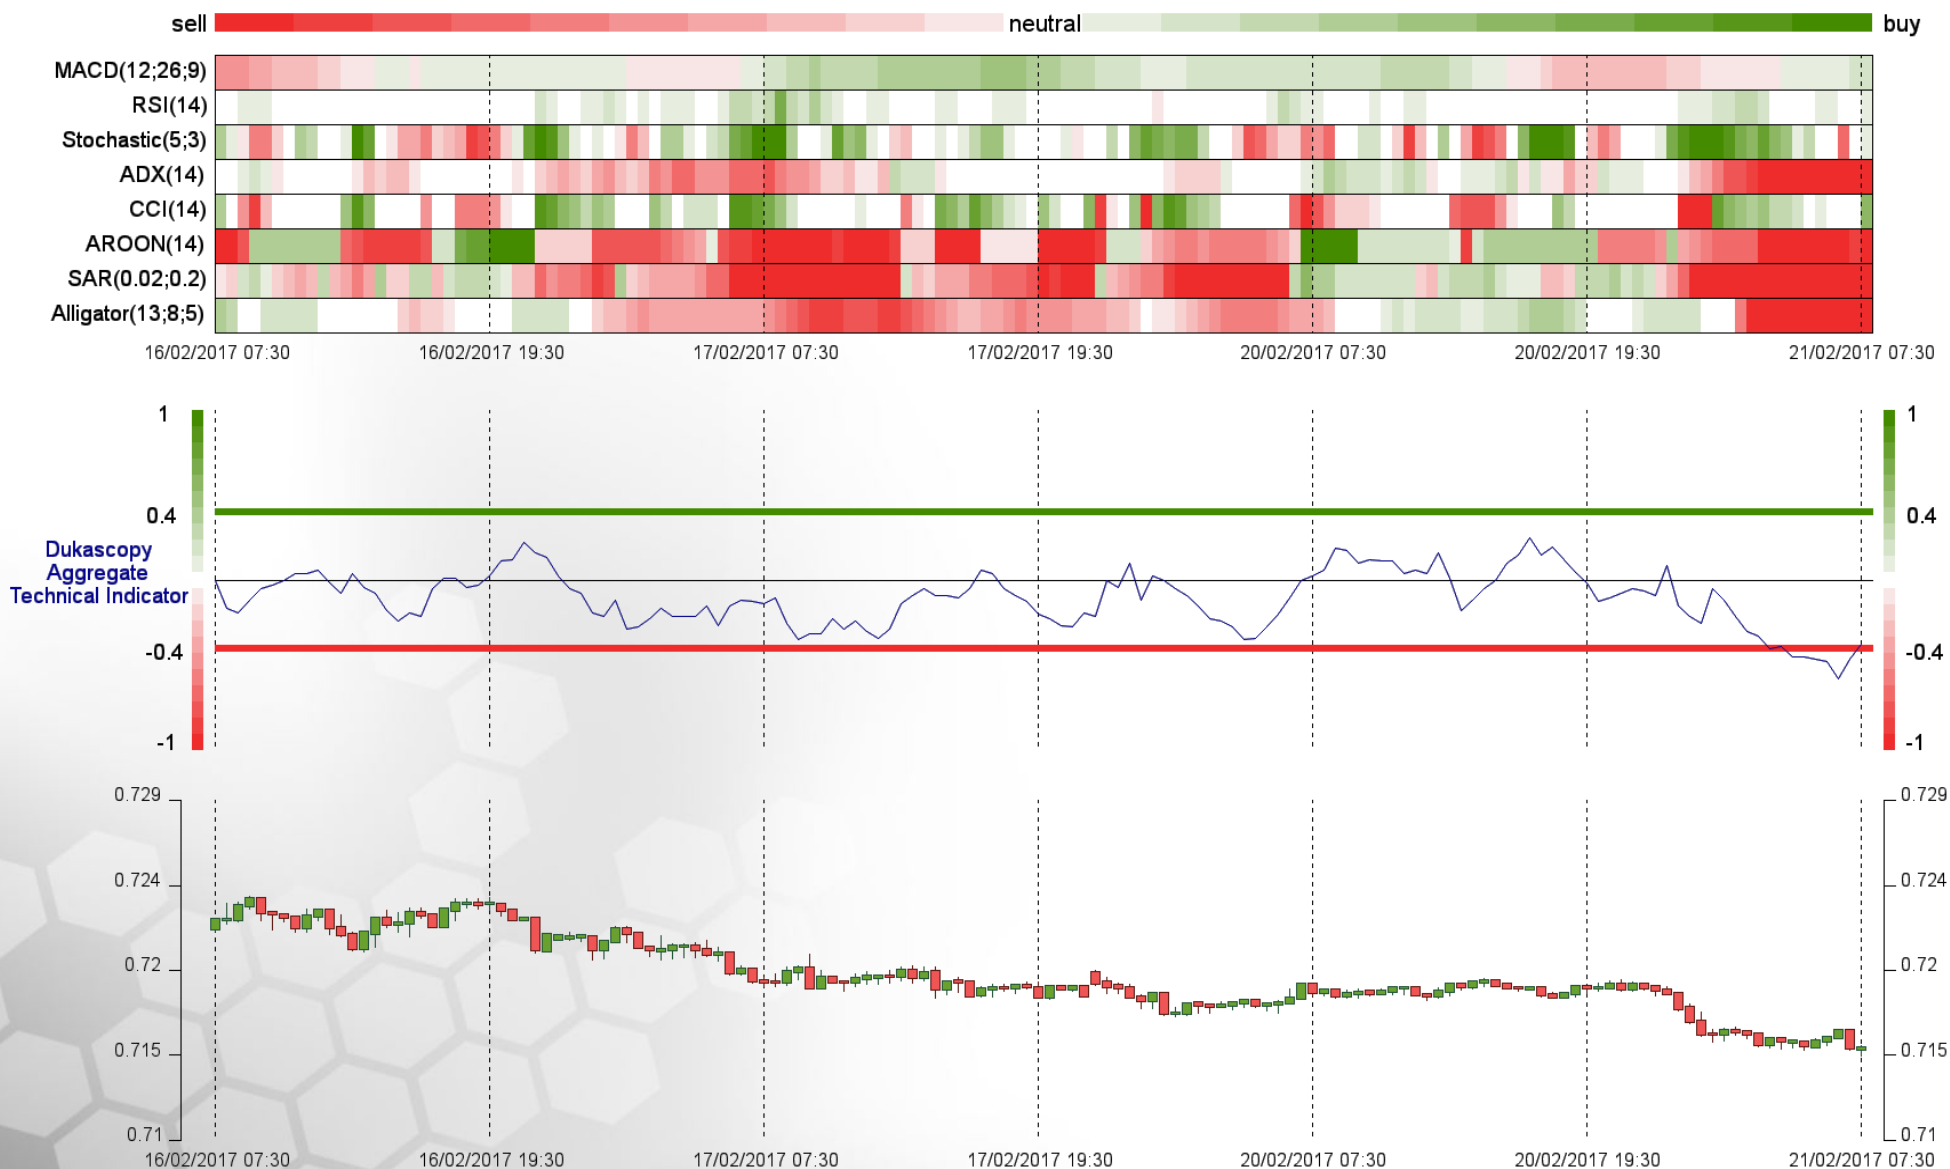 sell neutral buy
MACD(12;26;9)
RSI(14)
Stochastic(5;3)
ADX(14)
CCI(14)
AROON(14)
SAR(0.02;0.2)
Alligator(13;8;5)
16/02/2017 07:30 16/02/2017 19:30 17/02/2017 07:30 17/02/2017 19:30 20/02/2017 07:30 20/02/2017 19:30 21/02/2017 07:30
1 1
0.4 0.4
Dukascopy
Aggregate
Technical Indicator
-0.4 -0.4
-1 -1
0.729 0.729
0.724 0.724
0.72 0.72
0.715 0.715
0.71 0.71
16/02/2017 07:30 16/02/2017 19:30 17/02/2017 07:30 17/02/2017 19:30 20/02/2017 07:30 20/02/2017 19:30 21/02/2017 07:30